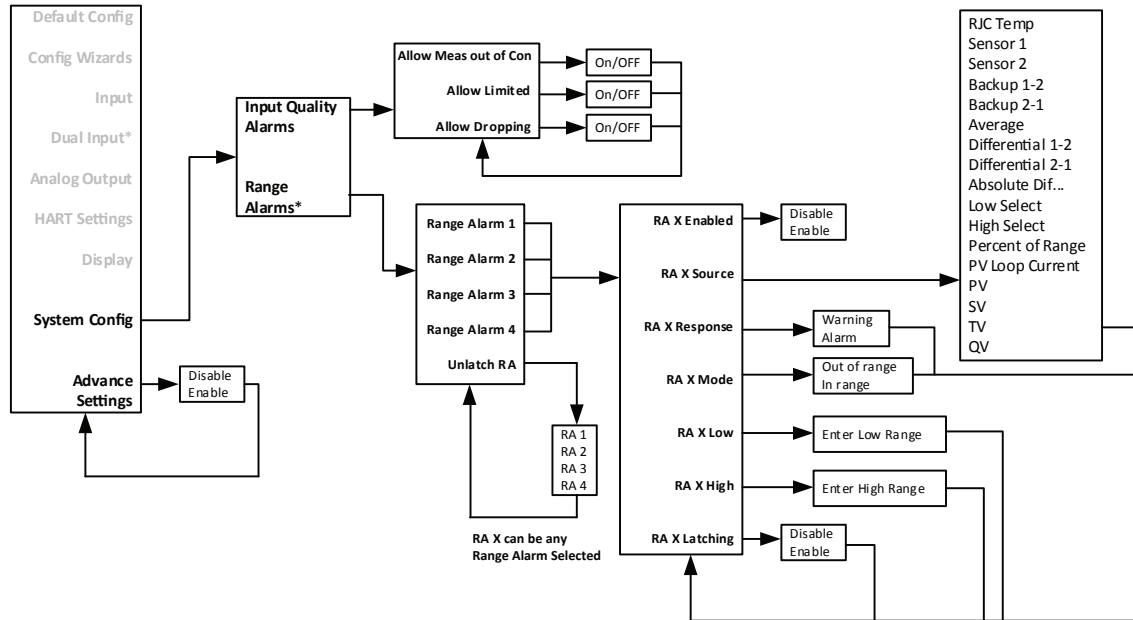 Default Config
Config Wizards
Input
Dual Input*
Analog Output
HART Settings
Display
System Config
Advance
Settings
Disable
Enable
Input Quality
Alarms
Range
Alarms*
Allow Meas out of Con
Allow Limited
Allow Dropping
On/OFF
On/OFF
On/OFF
Range Alarm 1
Range Alarm 2
Range Alarm 3
Range Alarm 4
Unlatch RA
RA 1
RA 2
RA 3
RA 4
RA X can be any
Range Alarm Selected
RA X Enabled
RA X Source
RA X Response
RA X Mode
RA X Low
RA X High
RA X Latching
Disable
Enable
Warning
Alarm
Out of range
In range
Enter Low Range
Enter High Range
Disable
Enable
RJC Temp
Sensor 1
Sensor 2
Backup 1-2
Backup 2-1
Average
Differential 1-2
Differential 2-1
Absolute Dif...
Low Select
High Select
Percent of Range
PV Loop Current
PV
SV
TV
QV